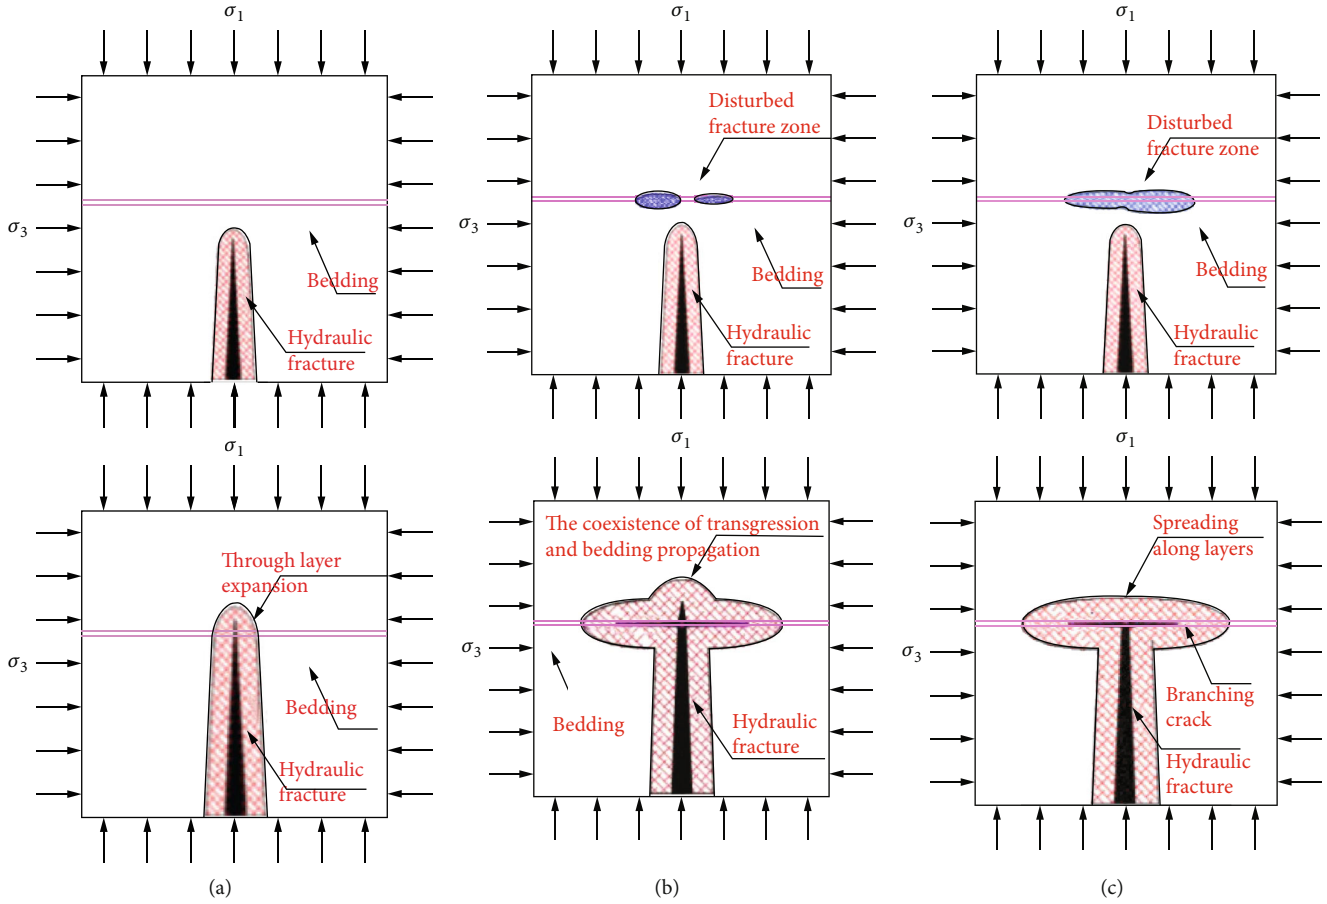 σ1
σ1
σ1
Disturbed
fracture zone
Disturbed
fracture zone
σ3
σ3
σ3
Bedding
Bedding
Bedding
Hydraulic
fracture
Hydraulic
fracture
Hydraulic
fracture
σ1
σ1
σ1
Through layer
expansion
The coexistence of transgression
and bedding propagation
Spreading
along layers
σ3
σ3
σ3
Bedding
Bedding
Branching
crack
Hydraulic
fracture
Hydraulic
fracture
Hydraulic
fracture
(a)
(b)
(c)